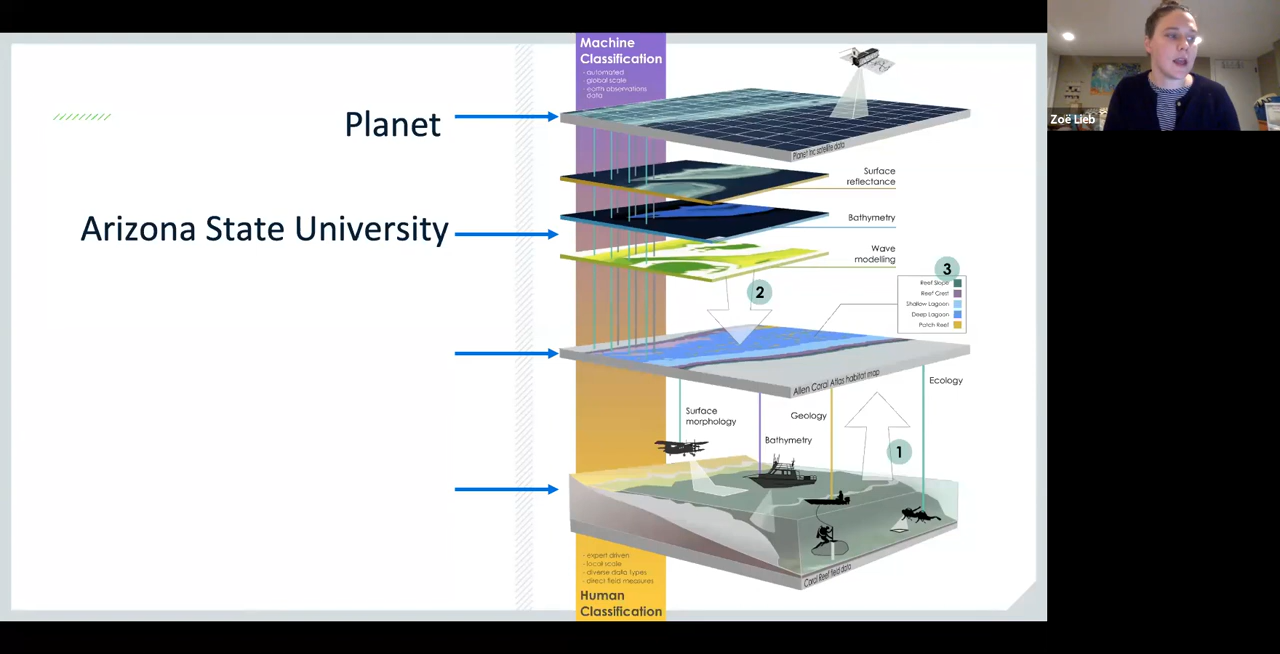 Machine
Classification
- automated
- global scale
- earth observations
data
Planet
Planet Inc satellite data
Surface
reflectance
Arizona State University
Bathymetry
Wave
modelling
3
2
Reef Slope
Reef Crest
Shallow Lagoon
Deep Lagoon
Patch Reef
Allen Coral Atlas habitat map
Ecology
Surface
morphology
Geology
Bathymetry
1
Coral Reef field data
- expert driven
- local scale
- diverse data types
- direct field measures
Human
Classification
Zoë Lieb